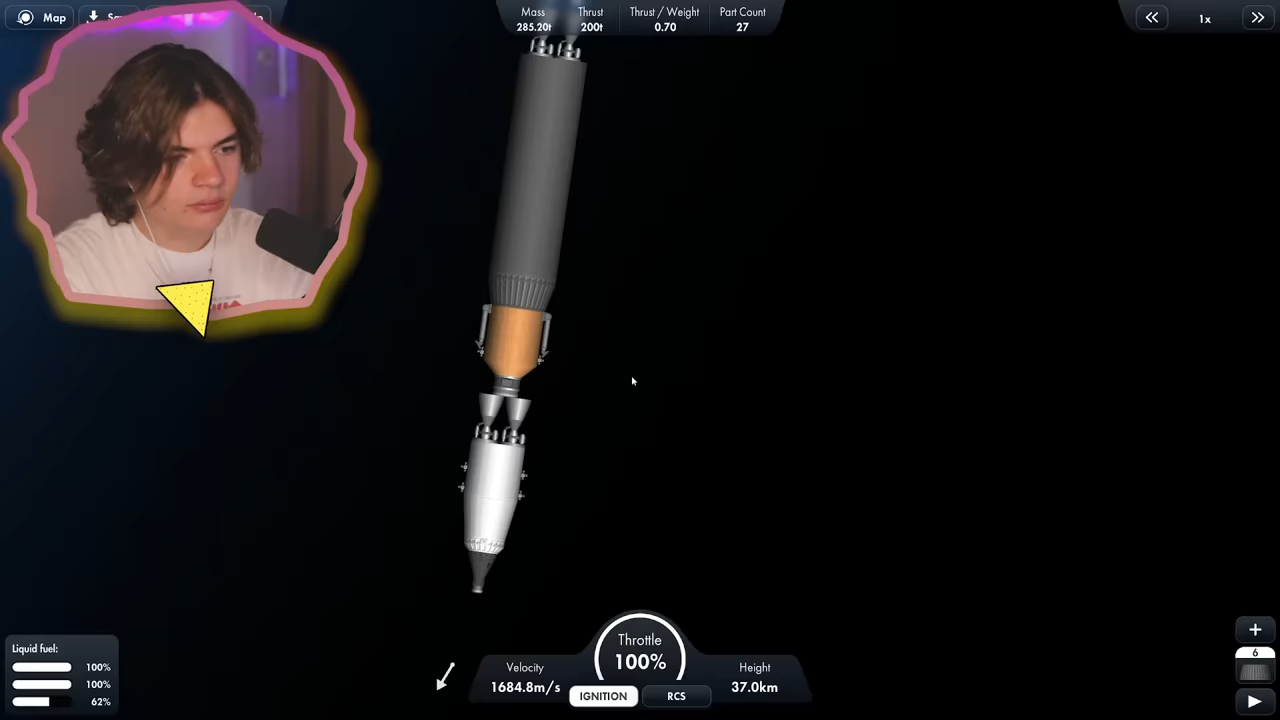 Map
Mass
285.20t
Thrust
200t
Thrust / Weight
0.70
Part Count
27
1x
Liquid fuel:
100%
100%
62%
Throttle
100%
Velocity
1684.8m/s
Height
37.0km
IGNITION
RCS
6